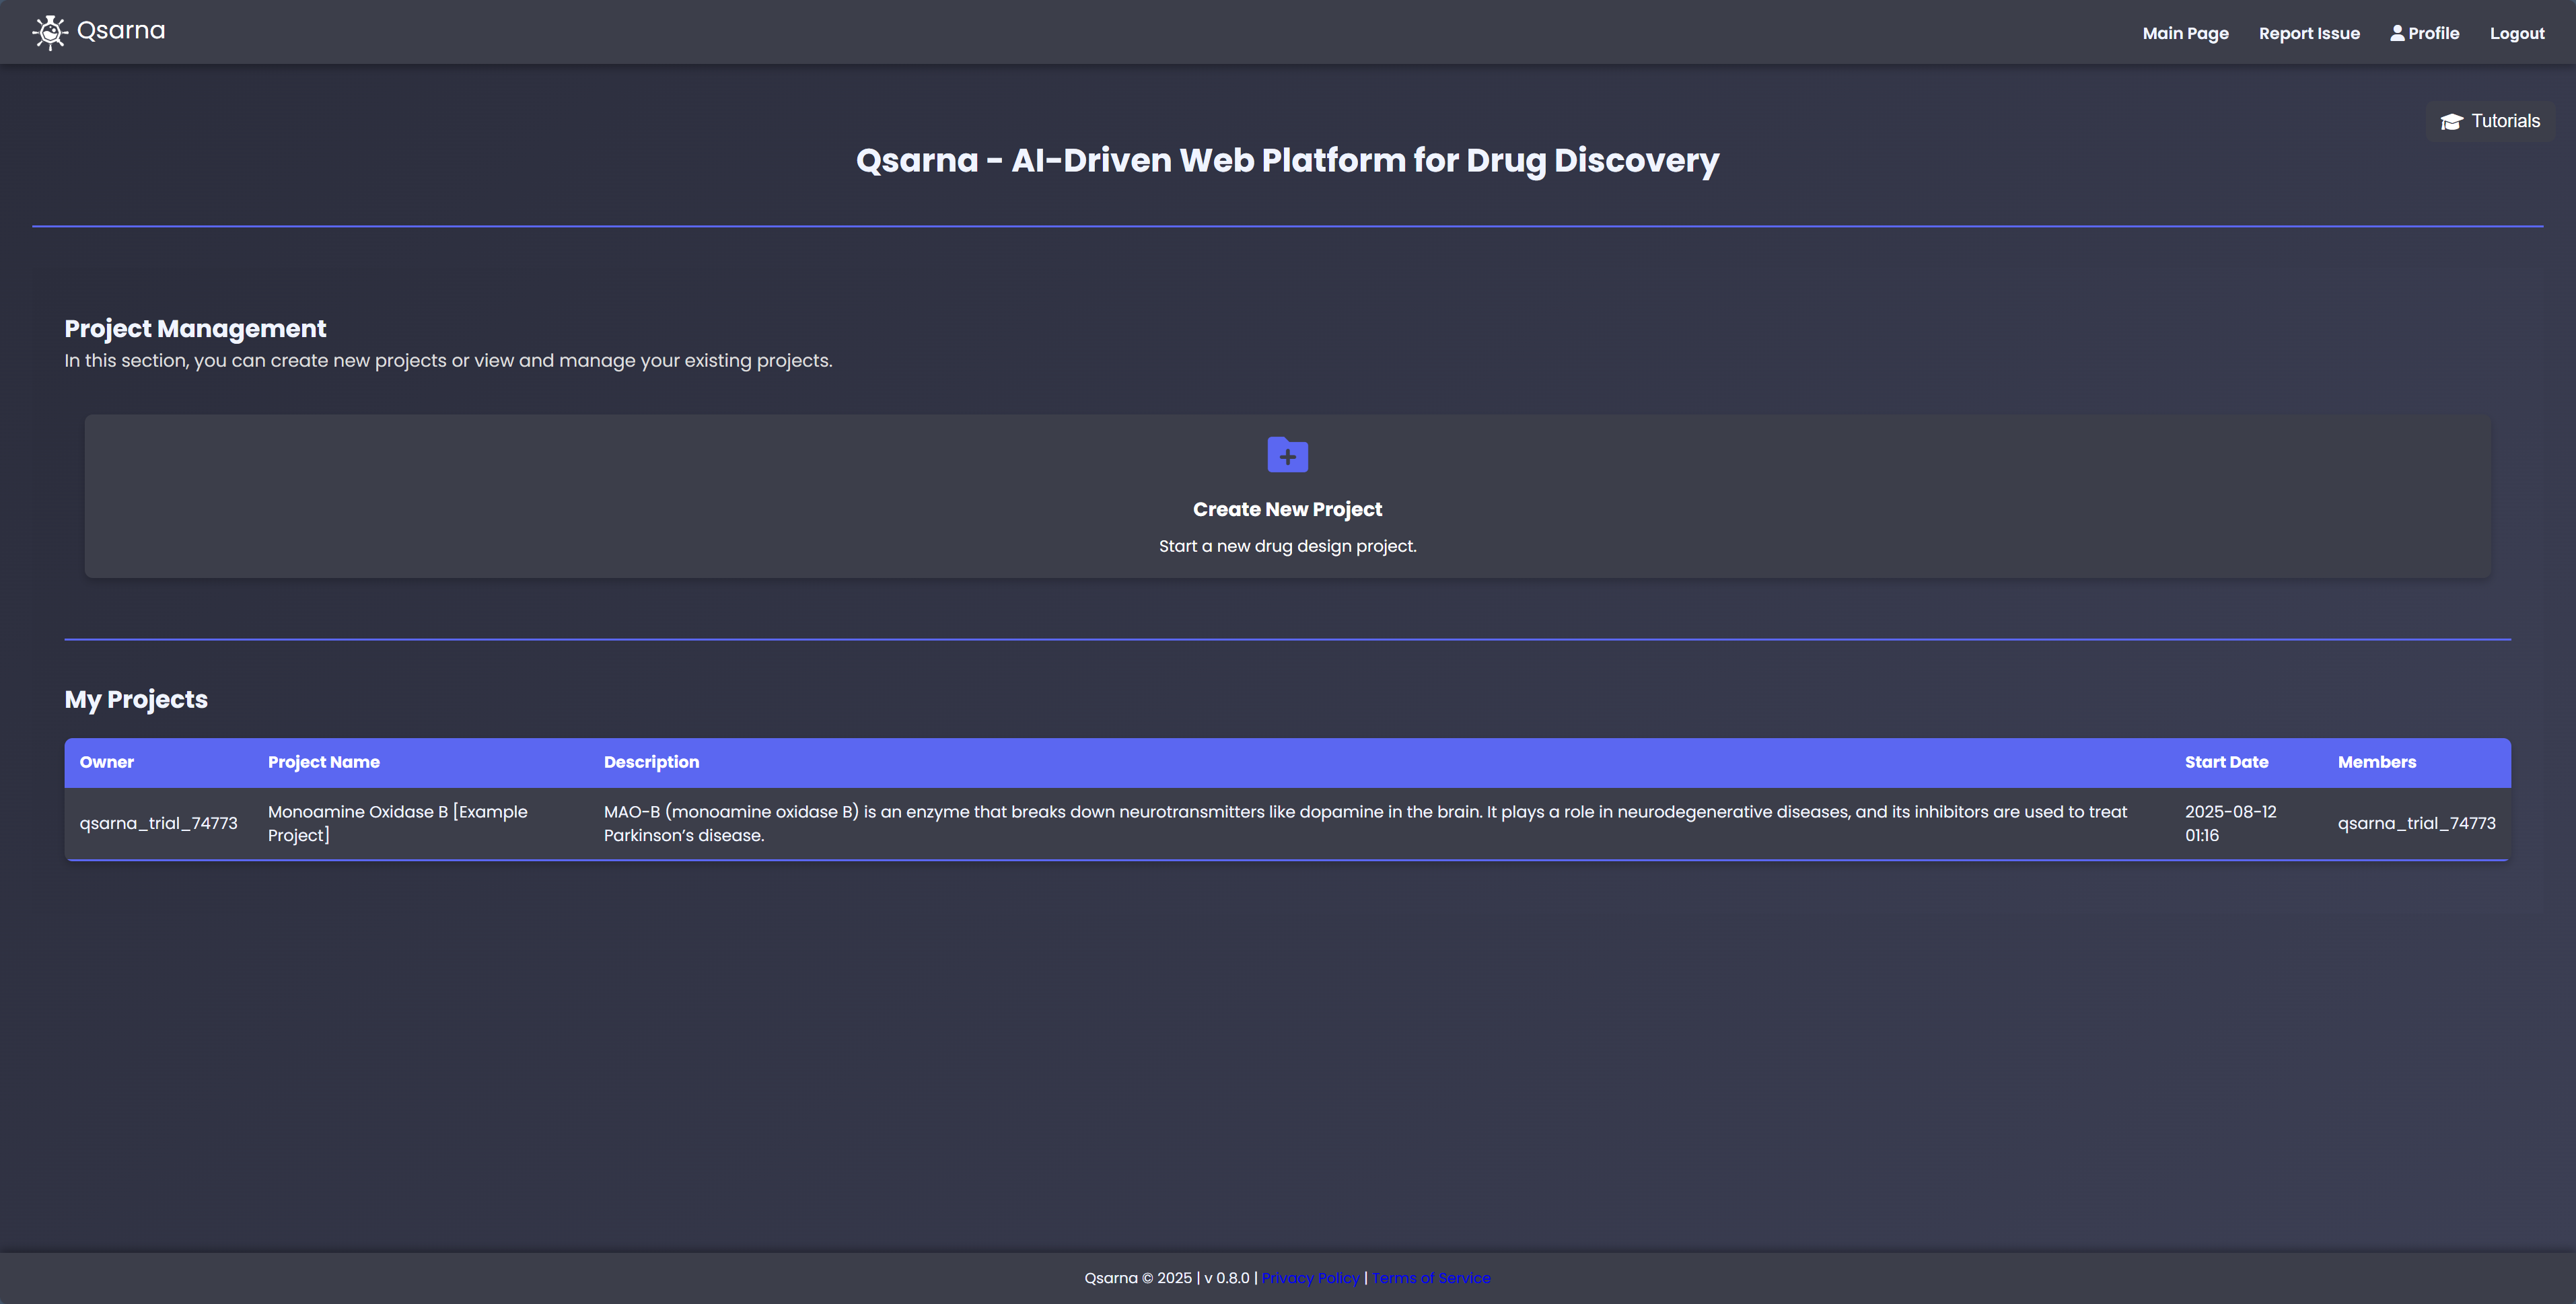 Qsarna
Main Page
Report Issue
Profile
Logout
Tutorials
Qsarna - AI-Driven Web Platform for Drug Discovery
Project Management
In this section, you can create new projects or view and manage your existing projects.
Create New Project
Start a new drug design project.
My Projects
Owner
Project Name
Description
Start Date
Members
qsarna_trial_74773
Monoamine Oxidase B [Example
Project]
MAO-B (monoamine oxidase B) is an enzyme that breaks down neurotransmitters like dopamine in the brain. It plays a role in neurodegenerative diseases, and its inhibitors are used to treat
Parkinson’s disease.
2025-08-12
01:16
qsarna_trial_74773
Qsarna © 2025 | v 0.8.0 | Privacy Policy | Terms of Service